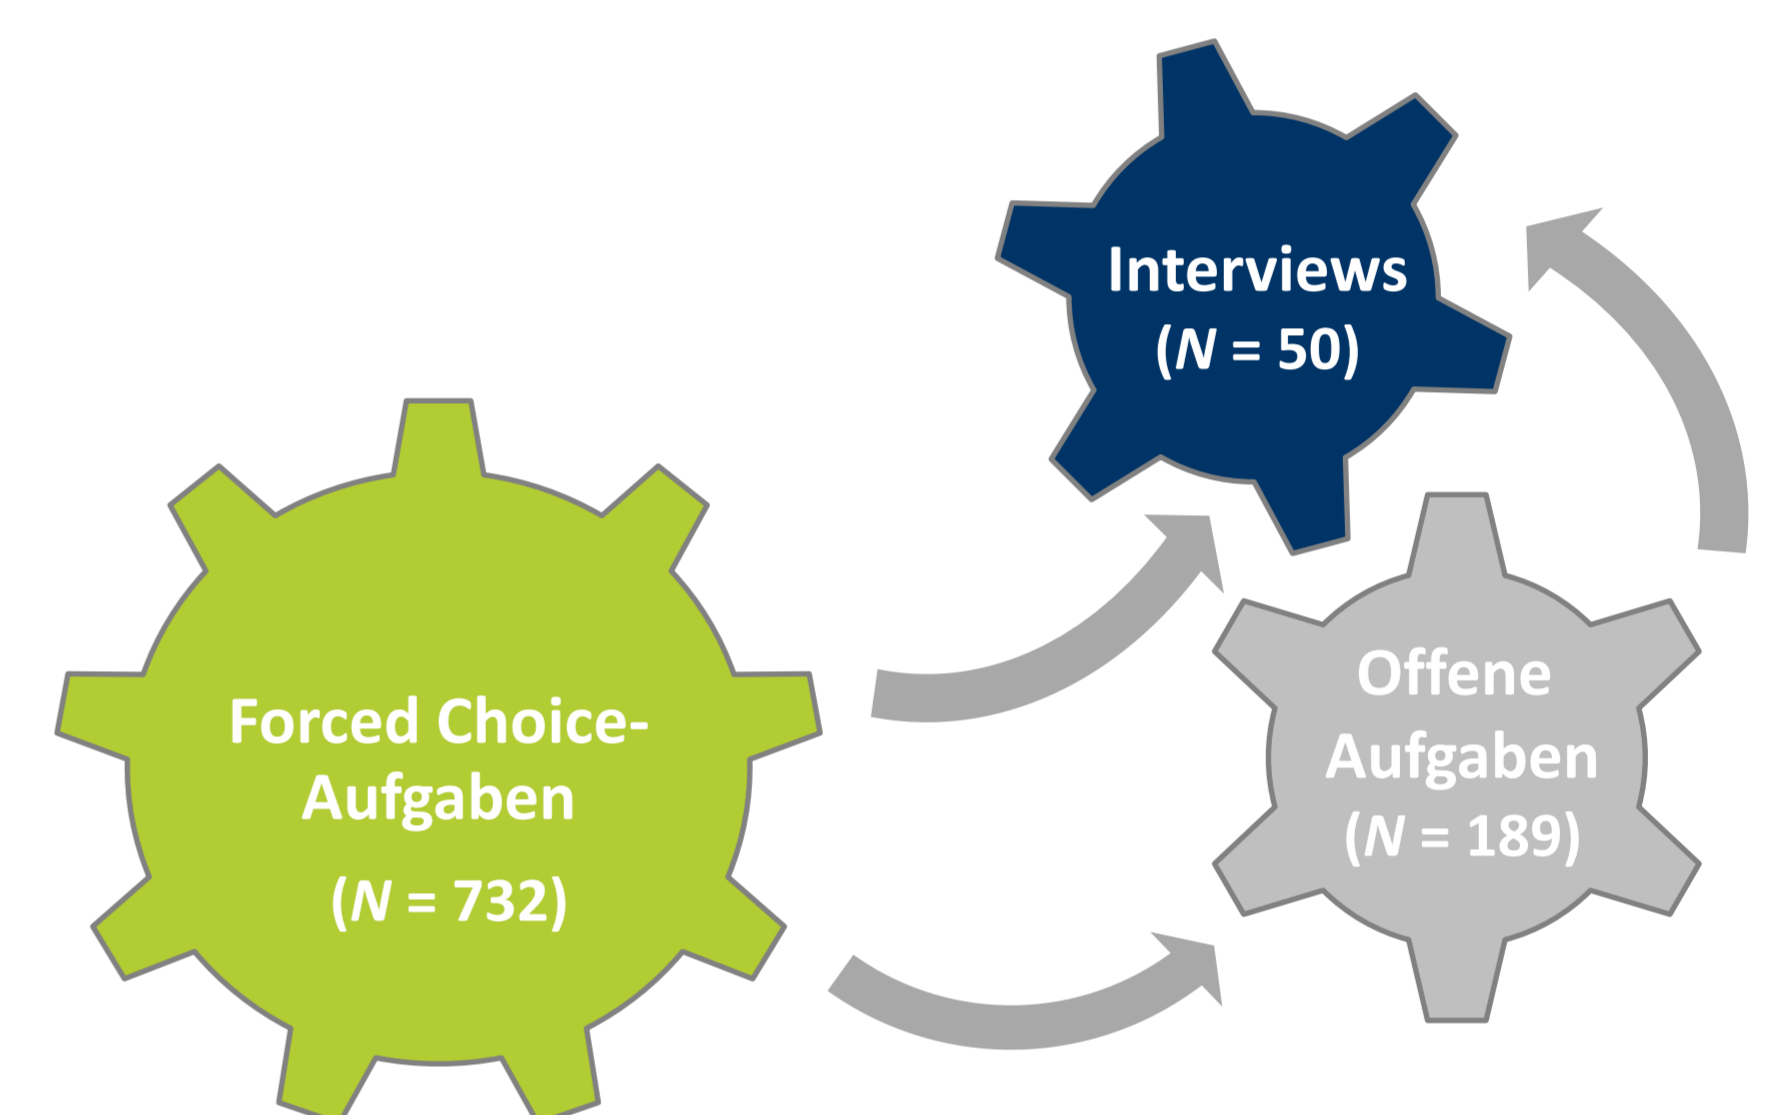 Interviews
(N = 50)
Forced Choice-
Aufgaben
(N = 732)
Offene
Aufgaben
(N = 189)